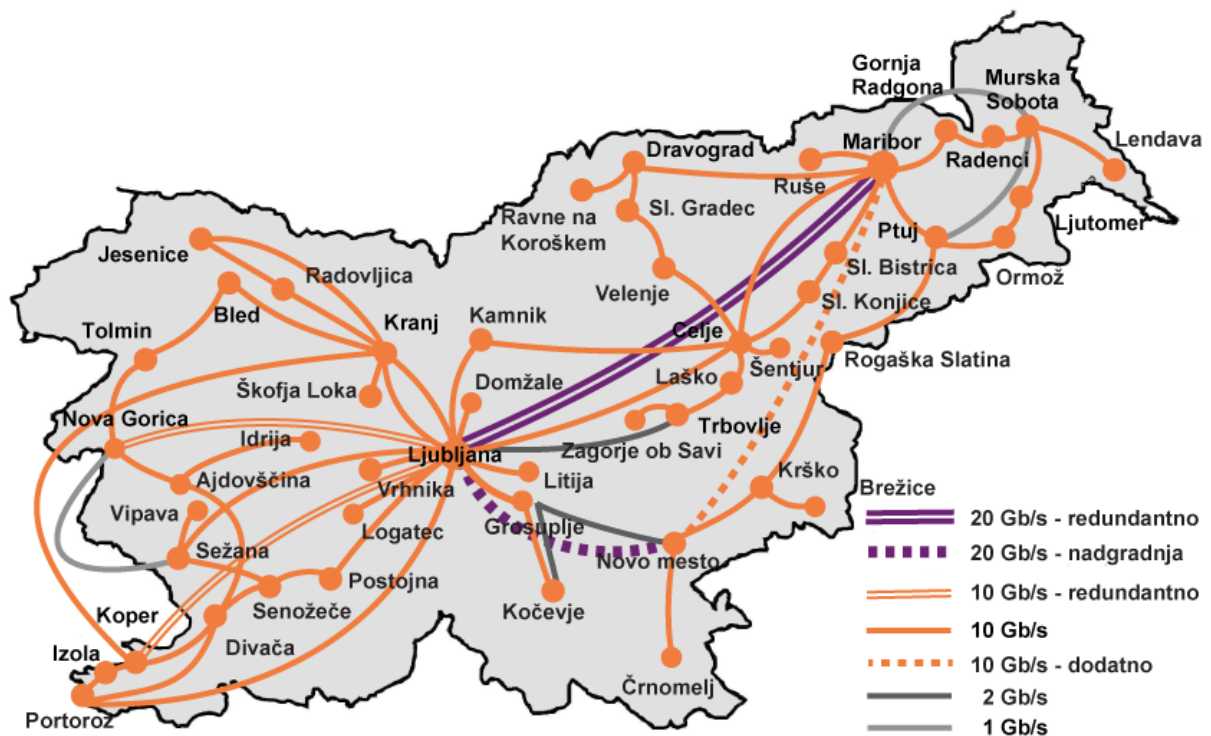 Gornja
Radgona
Murska
Sobota
Maribor
Lendava
Dravograd
Radenci
Ruše
Ravne na
Koroškem
Sl. Gradec
Ptuj
Ljutomer
Jesenice
Radovljica
Sl. Bistrica
Ormož
Velenje
Sl. Konjice
Bled
Kamnik
Tolmin
Kranj
Celje
Rogaška Slatina
Šentjur
Laško
Domžale
Škofja Loka
Nova Gorica
Trbovlje
Idrija
Zagorje ob Savi
Ljubljana
Krško
Ajdovščina
Litija
Vrhnika
Brežice
Vipava
Grosuplje
Logatec
Sežana
Novo mesto
Postojna
Senožeče
Kočevje
Koper
Divača
Izola
Črnomelj
Portorož
20 Gb/s - redundantno
20 Gb/s - nadgradnja
10 Gb/s - redundantno
10 Gb/s
10 Gb/s - dodatno
2 Gb/s
1 Gb/s